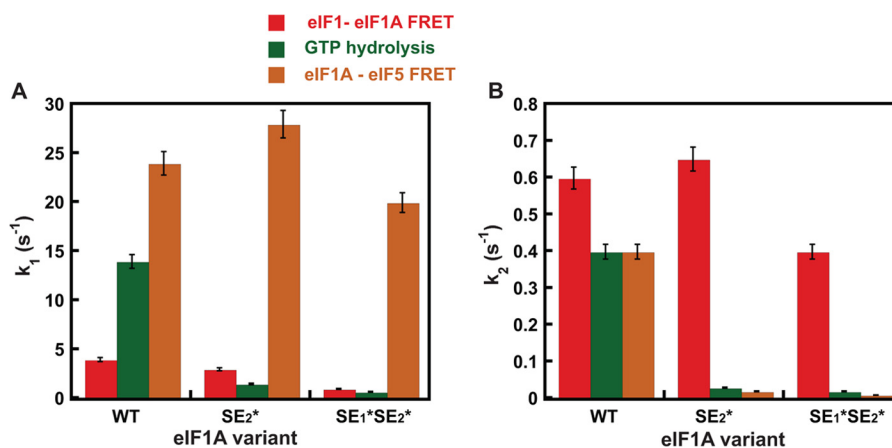 eIF1- eIF1A FRET
GTP hydrolysis
eIF1A - eIF5 FRET
A
30
25
20
15
10
5
0
k₁ (s⁻¹)
WT
SE₂*
SE₁*SE₂*
eIF1A variant
B
0.8
0.7
0.6
0.5
0.4
0.3
0.2
0.1
0
k₂ (s⁻¹)
WT
SE₂*
SE₁*SE₂*
eIF1A variant